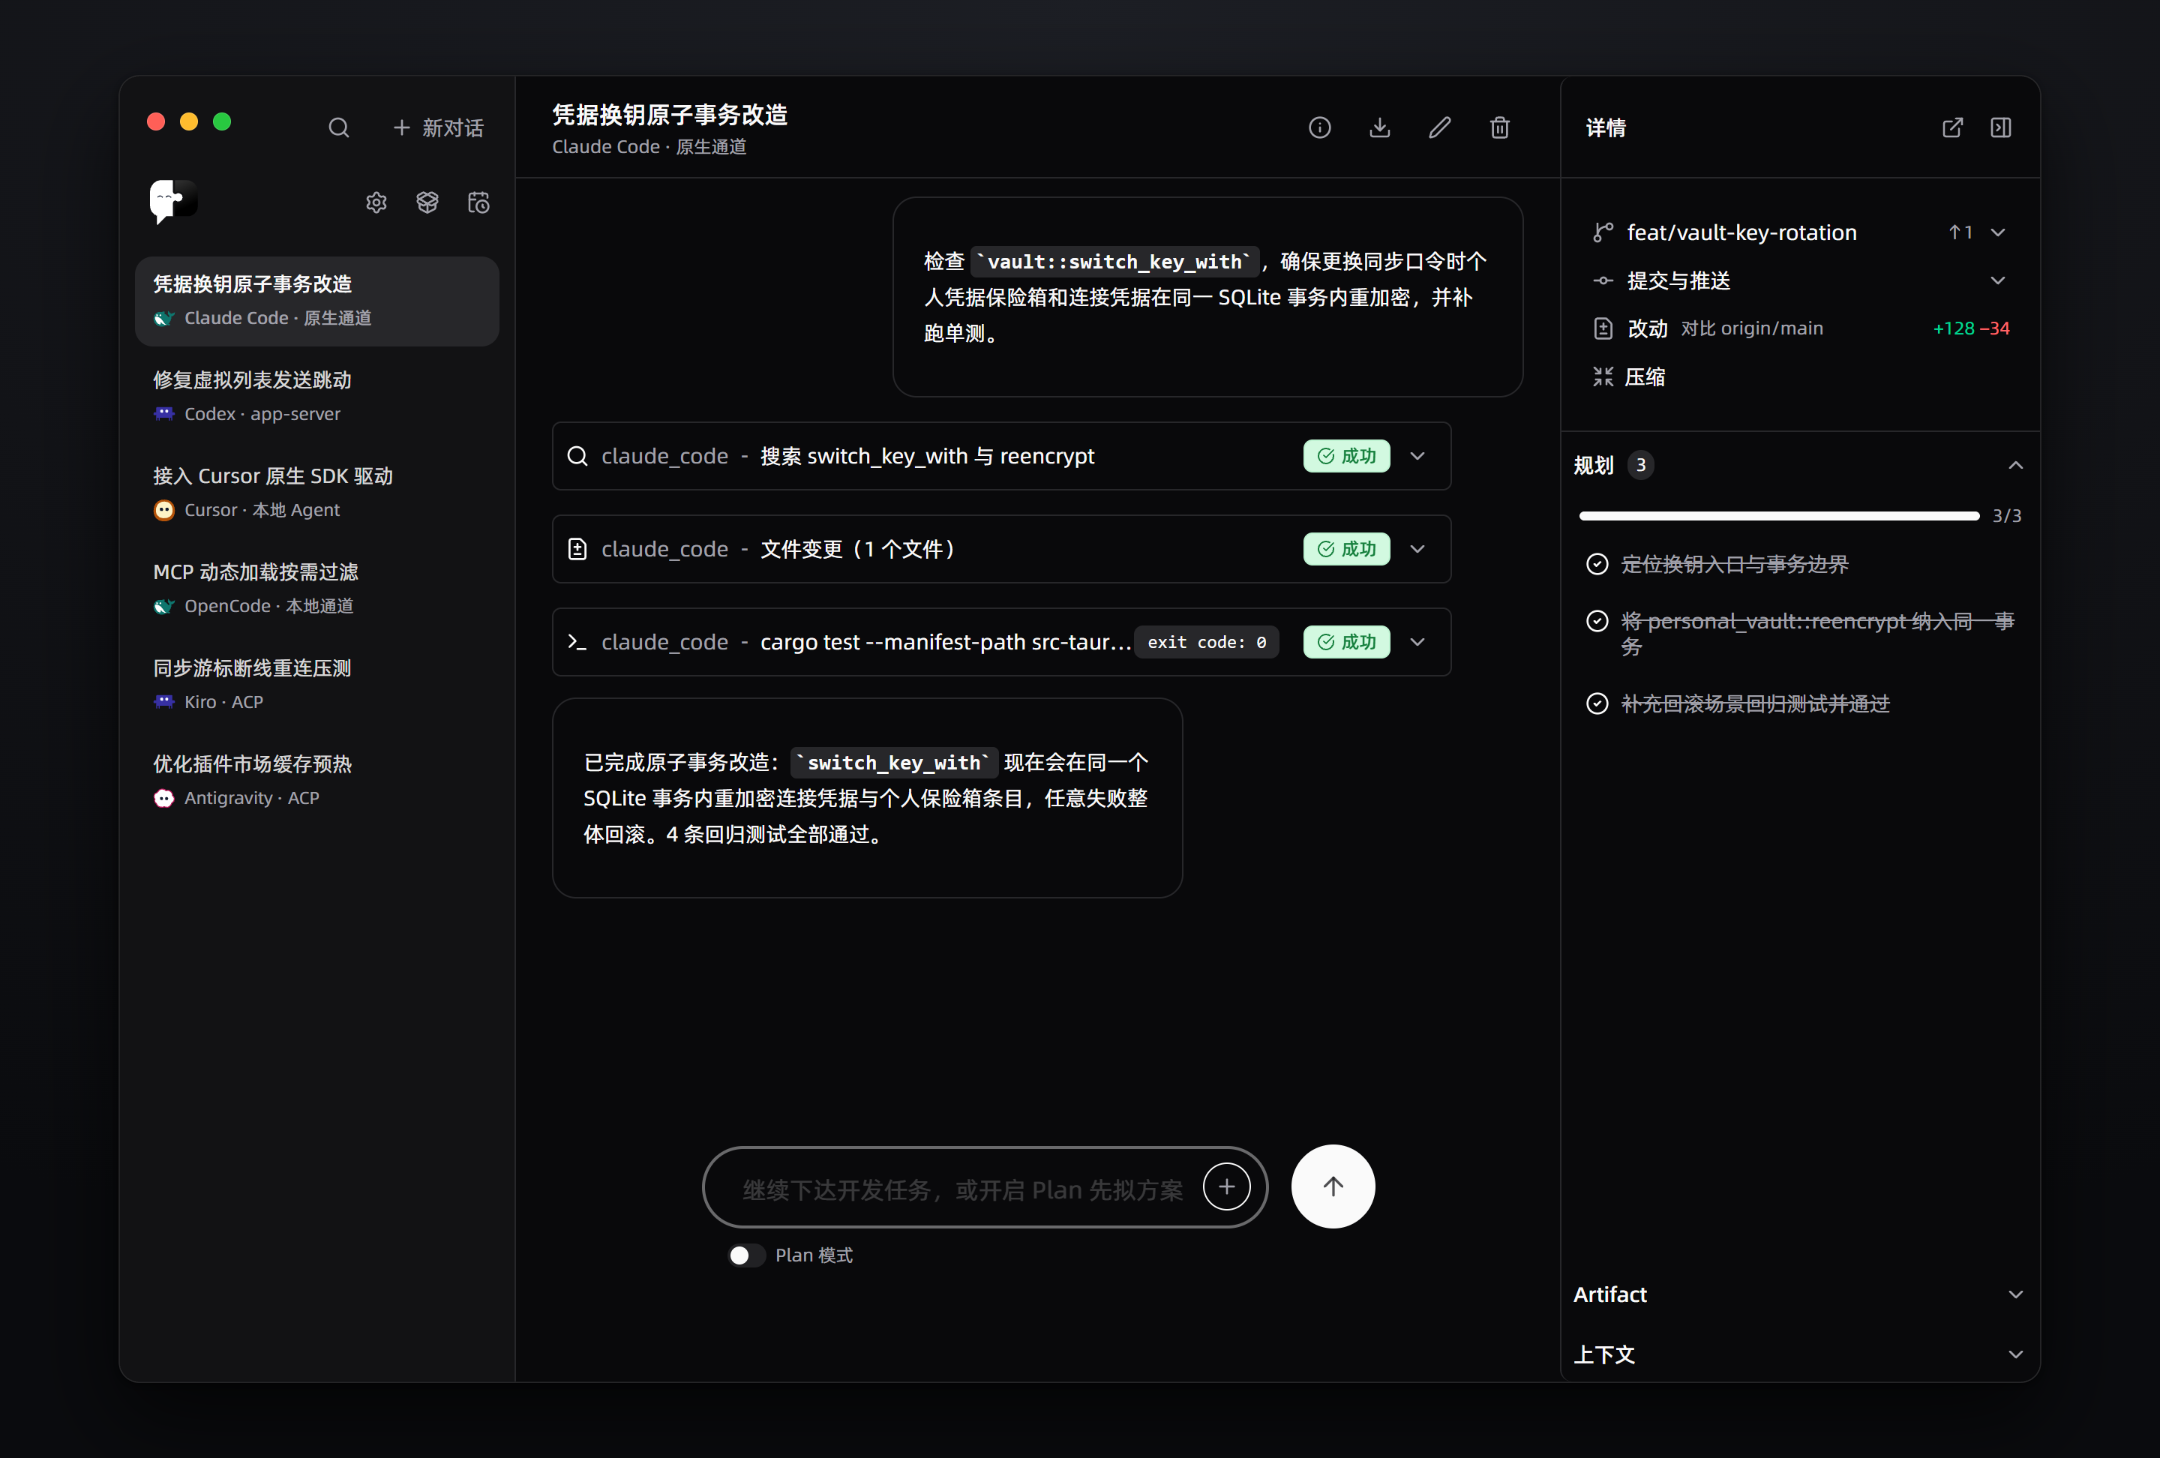 新对话
凭据换钥原子事务改造
Claude Code · 原生通道
修复虚拟列表发送跳动
Codex · app-server
接入 Cursor 原生 SDK 驱动
Cursor · 本地 Agent
MCP 动态加载按需过滤
OpenCode · 本地通道
同步游标断线重连压测
Kiro · ACP
优化插件市场缓存预热
Antigravity · ACP
凭据换钥原子事务改造
Claude Code · 原生通道
检查 `vault::switch_key_with`，确保更换同步口令时个
人凭据保险箱和连接凭据在同一 SQLite 事务内重加密，并补
跑单测。
claude_code - 搜索 switch_key_with 与 reencrypt 成功
claude_code - 文件变更（1 个文件） 成功
claude_code - cargo test --manifest-path src-taur... exit code: 0 成功
已完成原子事务改造：`switch_key_with` 现在会在同一个
SQLite 事务内重加密连接凭据与个人保险箱条目，任意失败整
体回滚。4 条回归测试全部通过。
继续下达开发任务，或开启 Plan 先拟方案
Plan 模式
详情
feat/vault-key-rotation ↑1
提交与推送
改动 对比 origin/main +128 −34
压缩
规划 3
3/3
定位换钥入口与事务边界
将 personal_vault::reencrypt 纳入同一事
务
补充回滚场景回归测试并通过
Artifact
上下文